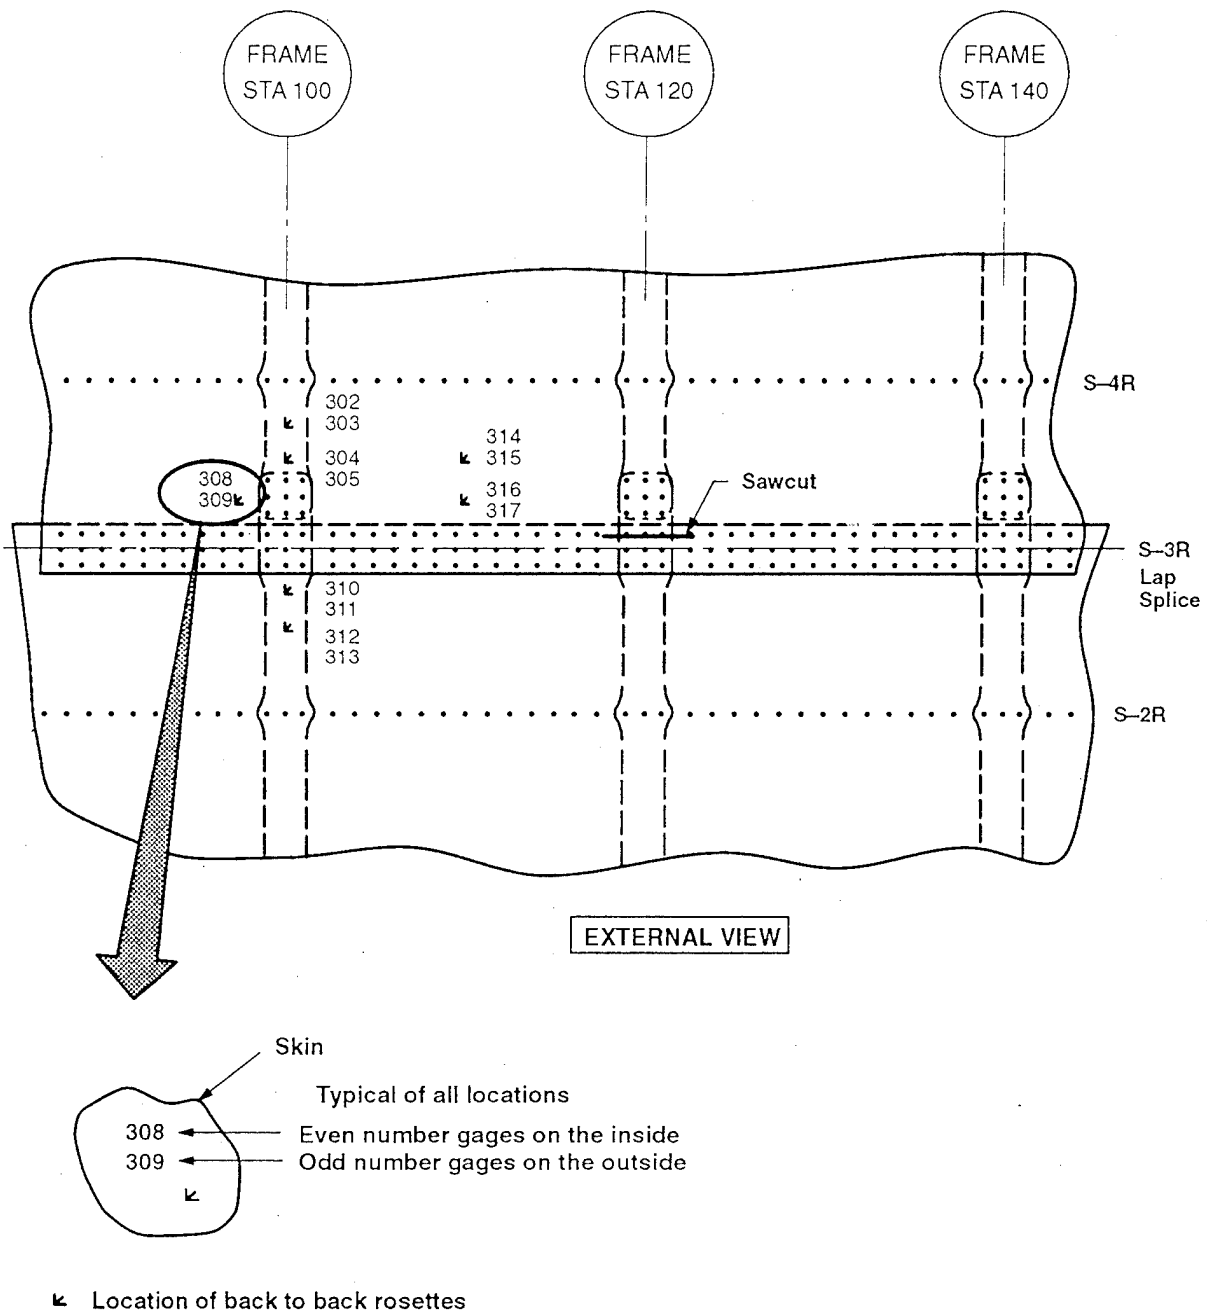 FRAME
STA 100
FRAME
STA 120
FRAME
STA 140
S–4R
302
303
304
305
314
315
316
317
308
309
Sawcut
S–3R
Lap
Splice
310
311
312
313
S–2R
EXTERNAL VIEW
Skin
Typical of all locations
308
Even number gages on the inside
309
Odd number gages on the outside
Location of back to back rosettes